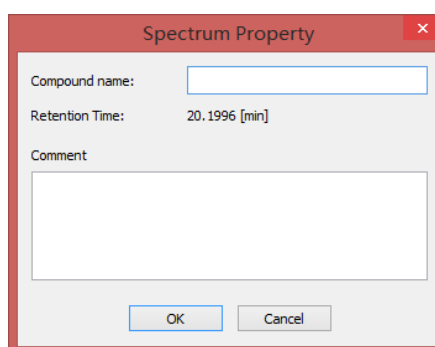 Spectrum Property
Compound name:
Retention Time: 20.1996 [min]
Comment
OK Cancel